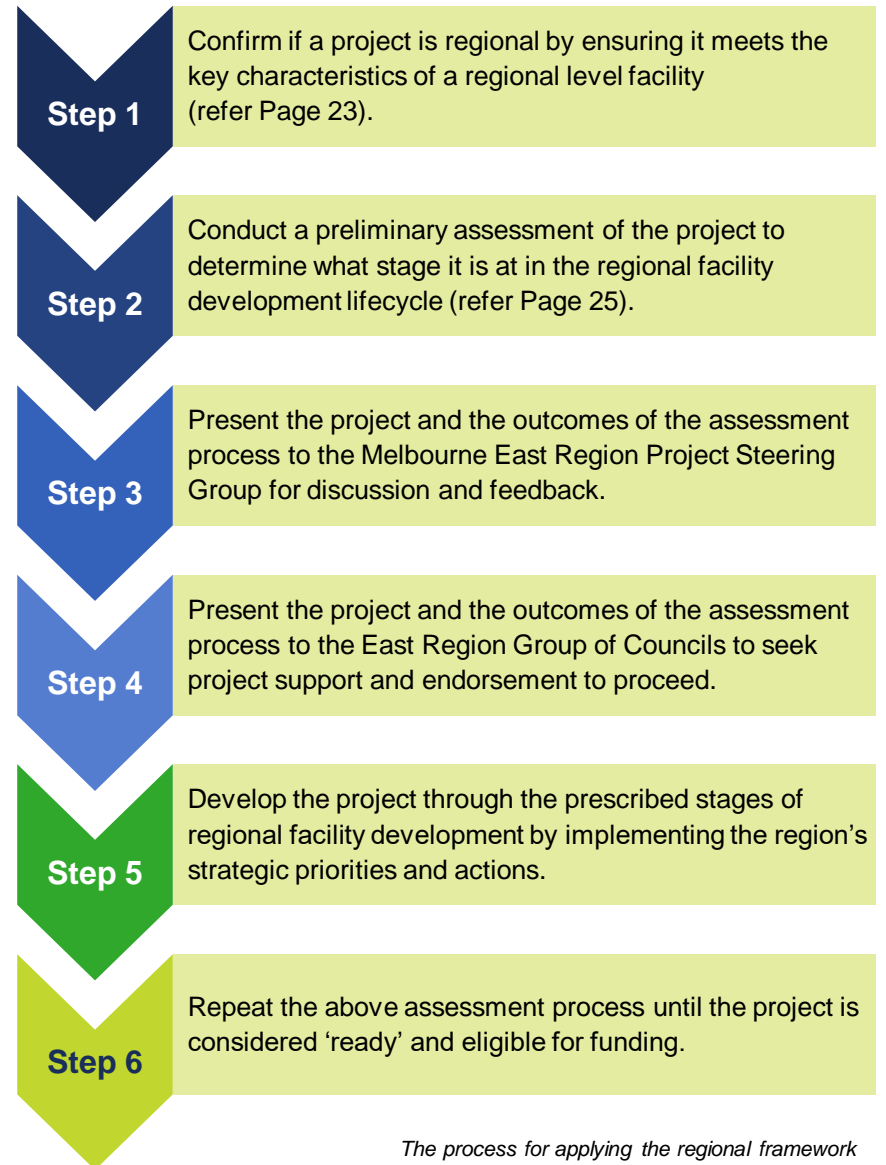 Step 1
Confirm if a project is regional by ensuring it meets the
key characteristics of a regional level facility
(refer Page 23).
Step 2
Conduct a preliminary assessment of the project to
determine what stage it is at in the regional facility
development lifecycle (refer Page 25).
Step 3
Present the project and the outcomes of the assessment
process to the Melbourne East Region Project Steering
Group for discussion and feedback.
Step 4
Present the project and the outcomes of the assessment
process to the East Region Group of Councils to seek
project support and endorsement to proceed.
Step 5
Develop the project through the prescribed stages of
regional facility development by implementing the region’s
strategic priorities and actions.
Step 6
Repeat the above assessment process until the project is
considered ‘ready’ and eligible for funding.
The process for applying the regional framework